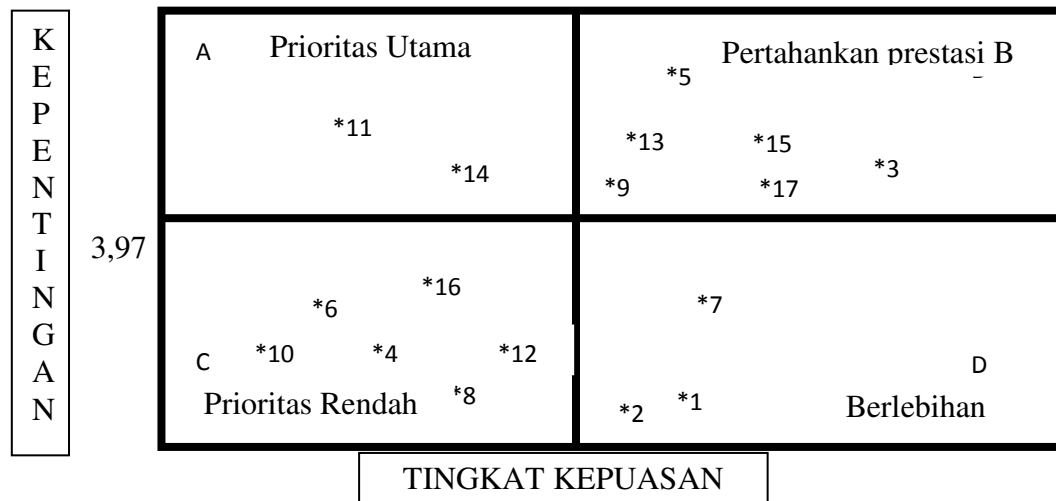 K
E
P
E
N
T
I
N
G
A
N
3,97
A Prioritas Utama
*11
*14
Pertahankan prestasi B
*5
*13 *15
*3
*9 *17
*16
*6
C *10 *4 *12
Prioritas Rendah *8
*7
D
*2 *1 Berlebihan
TINGKAT KEPUASAN